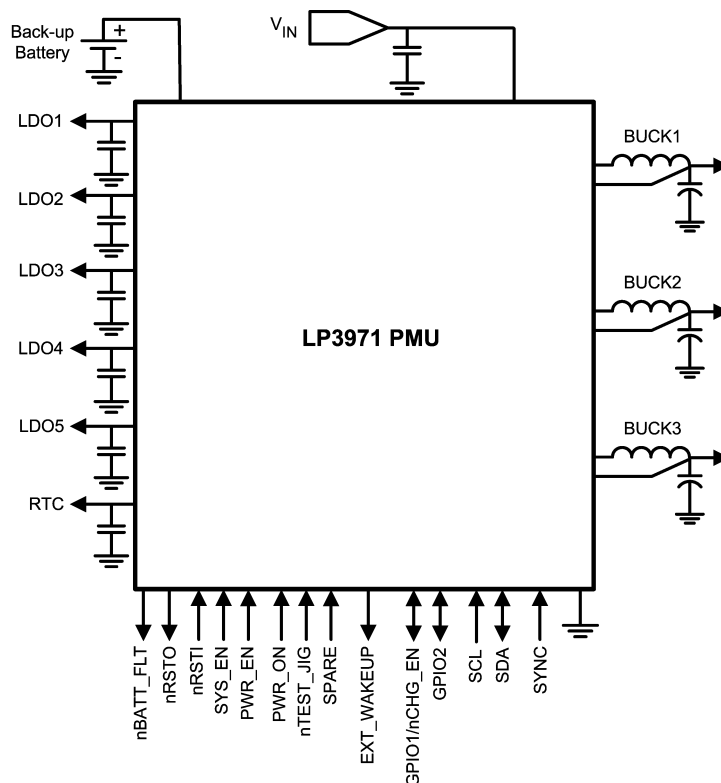 Back-up
Battery
+
-
VIN
LDO1
LDO2
LDO3
LDO4
LDO5
RTC
LP3971 PMU
BUCK1
BUCK2
BUCK3
nBATT_FLT
nRSTO
nRSTI
SYS_EN
PWR_EN
PWR_ON
nTEST_JIG
SPARE
EXT_WAKEUP
GPIO1/nCHG_EN
GPIO2
SCL
SDA
SYNC